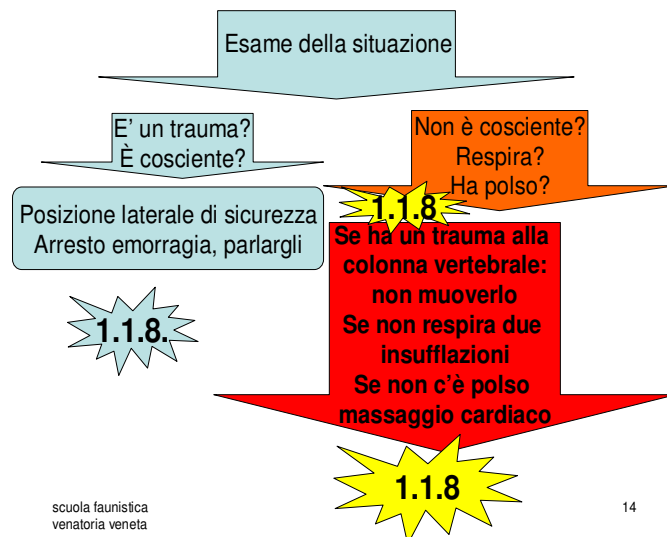 Esame della situazione
E' un trauma?
È cosciente?
Posizione laterale di sicurezza
Arresto emorragia, parlargli
1.1.8.
Non è cosciente?
Respira?
Ha polso?
1.1.8
Se ha un trauma alla
colonna vertebrale:
non muoverlo
Se non respira due
insufflazioni
Se non c'è polso
massaggio cardiaco
1.1.8
scuola faunistica
venatoria veneta
14